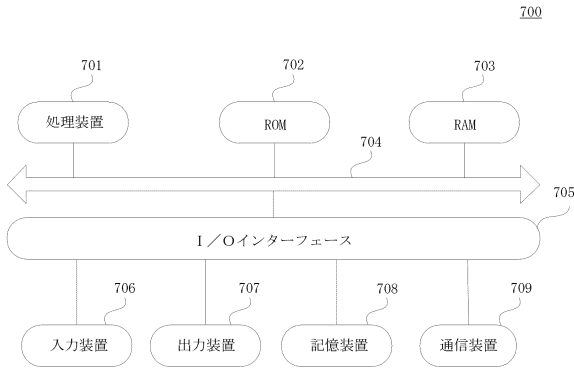 700
701
702
703
処理装置
ROM
RAM
704
705
Ⅰ／Ｏインターフェース
706
707
708
709
入力装置
出力装置
記憶装置
通信装置